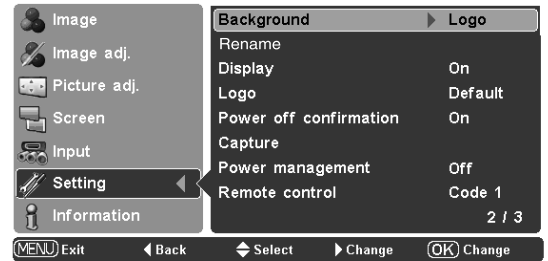 Image
Image adj.
Picture adj.
Screen
Input
Setting
Information
Background Logo
Rename
Display On
Logo Default
Power off confirmation On
Capture
Power management Off
Remote control Code 1
2 / 3
MENU Exit Back Select Change OK Change